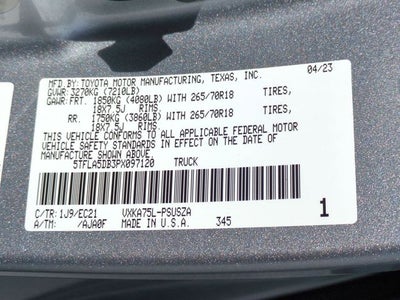 MFD. BY: TOYOTA MOTOR MANUFACTURING, TEXAS, INC. 04/23
GVWR: 3270KG (7210LB)
GAWR: FRT. 1850KG (4080LB) WITH 265/70R18 TIRES,
18X7.5J RIMS
RR. 1750KG (3860LB) WITH 265/70R18 TIRES,
18X7.5J RIMS
THIS VEHICLE CONFORMS TO ALL APPLICABLE FEDERAL MOTOR
VEHICLE SAFETY STANDARDS IN EFFECT ON THE DATE OF
MANUFACTURE SHOWN ABOVE.
5TFLA5DB3PX097120 TRUCK
C/TR: 1J9/EC21 VXKA75L-PSUSZA 1
A/TM: /AJA0F MADE IN U.S.A. 345